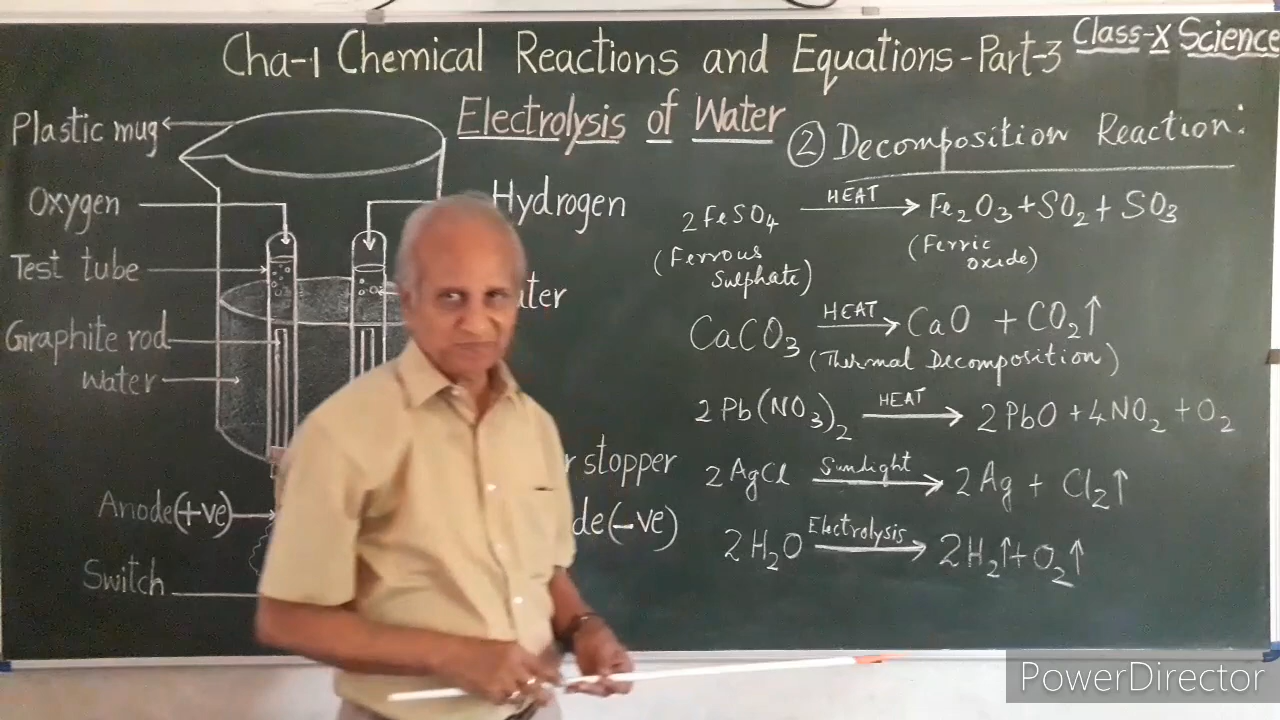 Cha-1 Chemical Reactions and Equations-Part-3
Class-X Science
Electrolysis of Water
Plastic mug
Oxygen
Hydrogen
Test tube
ter
Graphite rod
water
r stopper
Anode(+ve)
de(-ve)
Switch
② Decomposition Reaction:
2FeSO₄ HEAT → Fe₂O₃+SO₂+SO₃
(Ferrous Sulphate)
(Ferric oxide)
CaCO₃ HEAT → CaO + CO₂↑
(Thermal Decomposition)
2Pb(NO₃)₂ HEAT → 2PbO+4NO₂+O₂
2AgCl Sunlight → 2Ag + Cl₂↑
2H₂O Electrolysis → 2H₂↑+O₂↑
PowerDirector